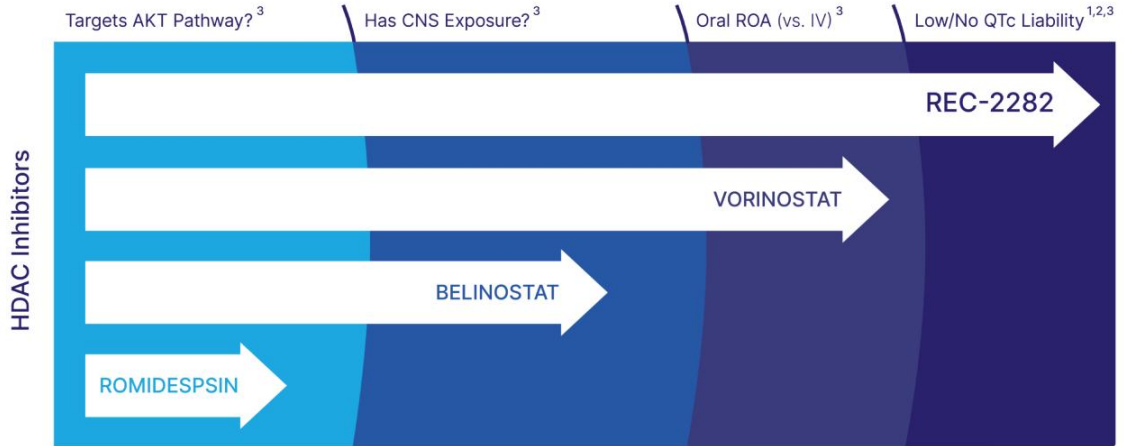 Targets AKT Pathway? 3
Has CNS Exposure? 3
Oral ROA (vs. IV) 3
Low/No QTc Liability 1,2,3
HDAC Inhibitors
REC-2282
VORINOSTAT
BELINOSTAT
ROMIDESPSIN